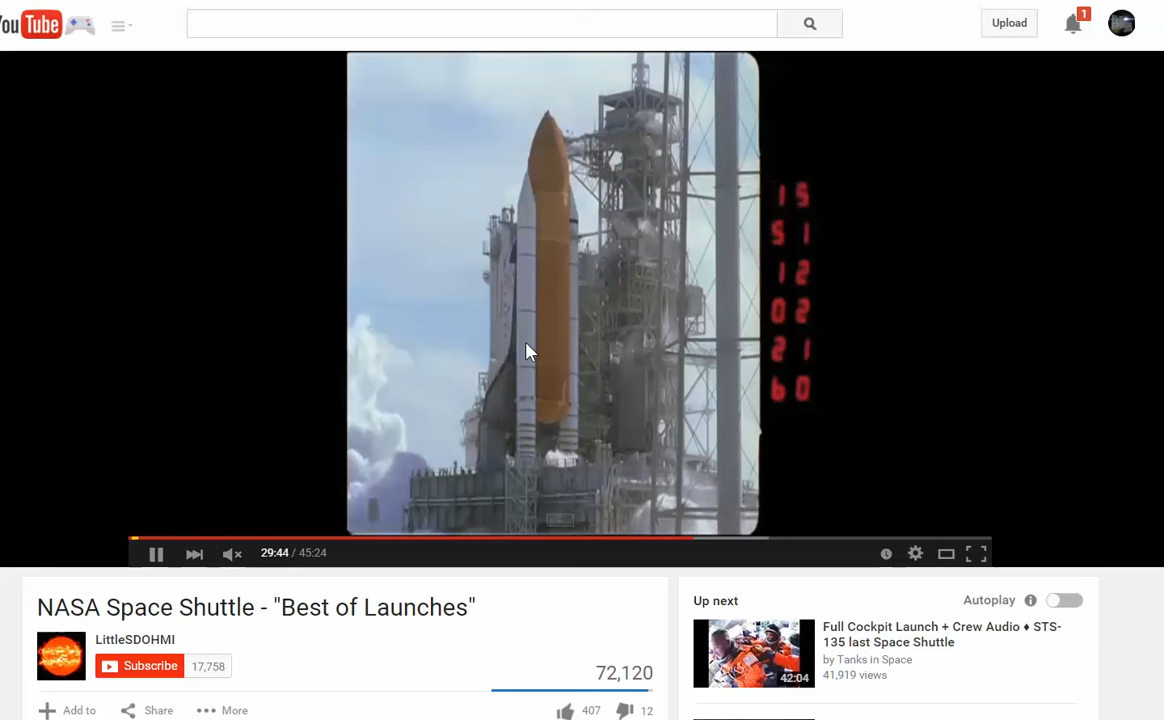 You Tube
Upload
1
15
51
12
02
21
b0
29:44 / 45:24
NASA Space Shuttle - "Best of Launches"
LittleSDOHMI
Subscribe 17,758
72,120
Add to Share More 407 12
Up next Autoplay
Full Cockpit Launch + Crew Audio ♦ STS-
135 last Space Shuttle
by Tanks in Space
41,919 views
42:04